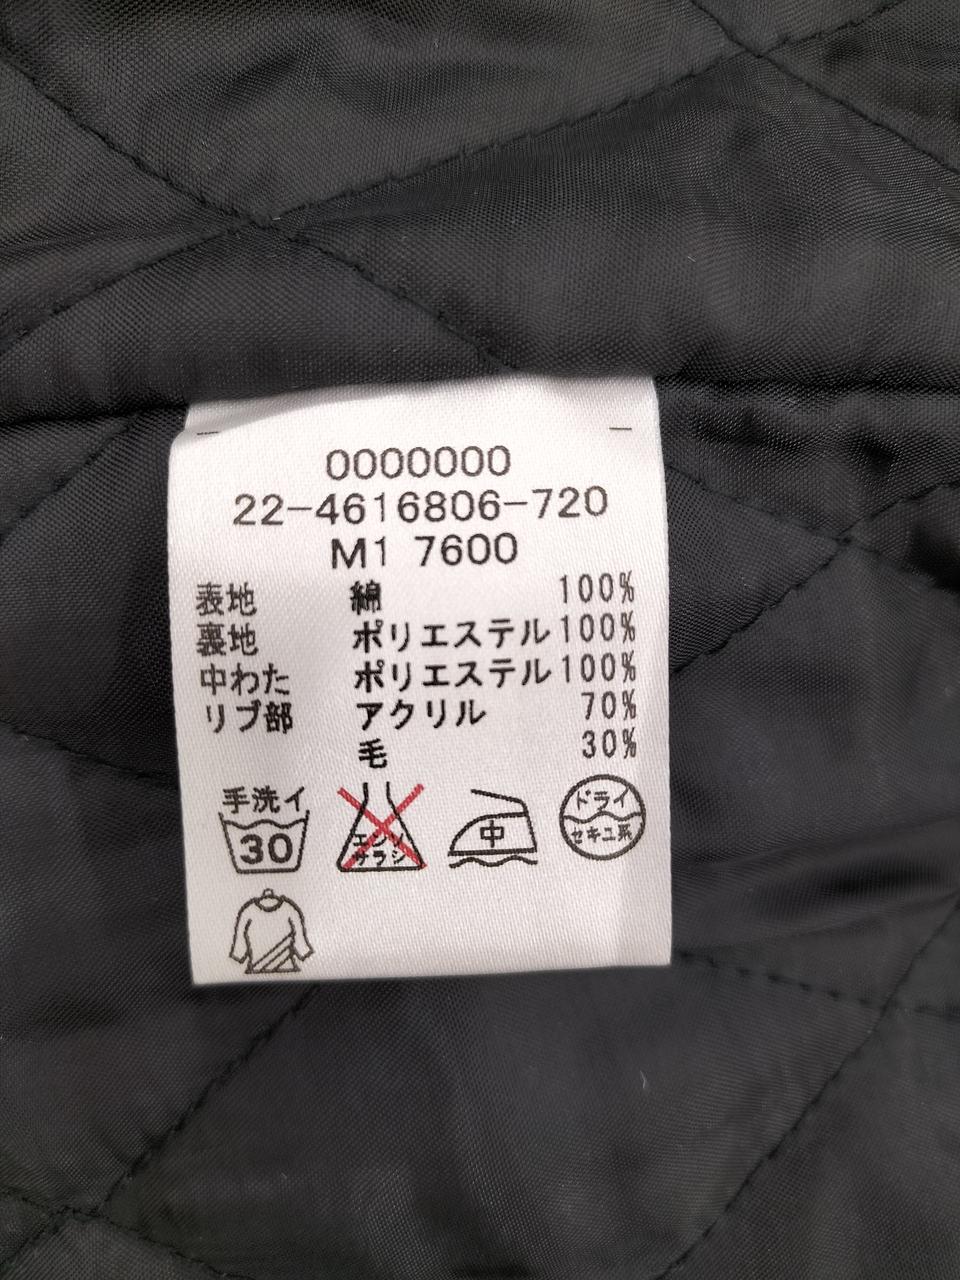 0000000
22-4616806-720
M1 7600
表地 綿 100%
裏地 ポリエステル 100%
中わた ポリエステル 100%
リブ部 アクリル 70%
毛 30%
手洗イ
30
エンソ
サラシ
中
ドライ
セキユ系